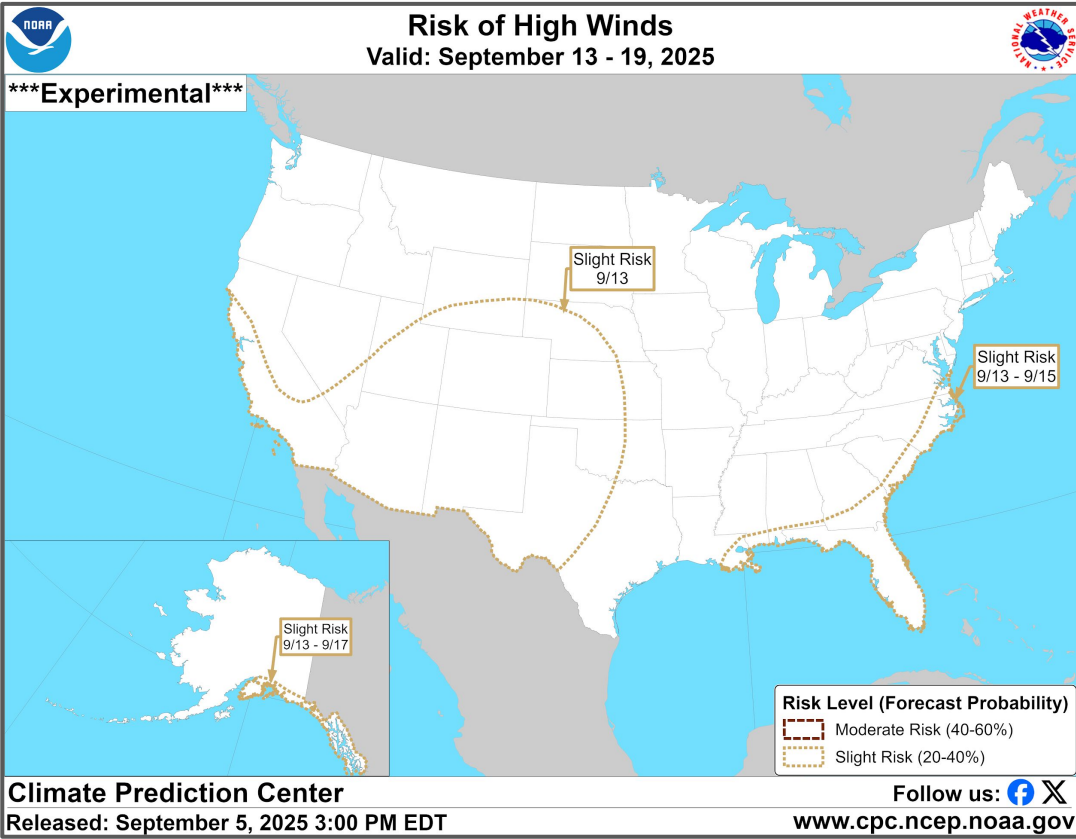 NOAA
Risk of High Winds
Valid: September 13 - 19, 2025
NATIONAL WEATHER SERVICE
***Experimental***
Slight Risk
9/13
Slight Risk
9/13 - 9/15
Slight Risk
9/13 - 9/17
Risk Level (Forecast Probability)
Moderate Risk (40-60%)
Slight Risk (20-40%)
Climate Prediction Center
Follow us:
Released: September 5, 2025 3:00 PM EDT
www.cpc.ncep.noaa.gov